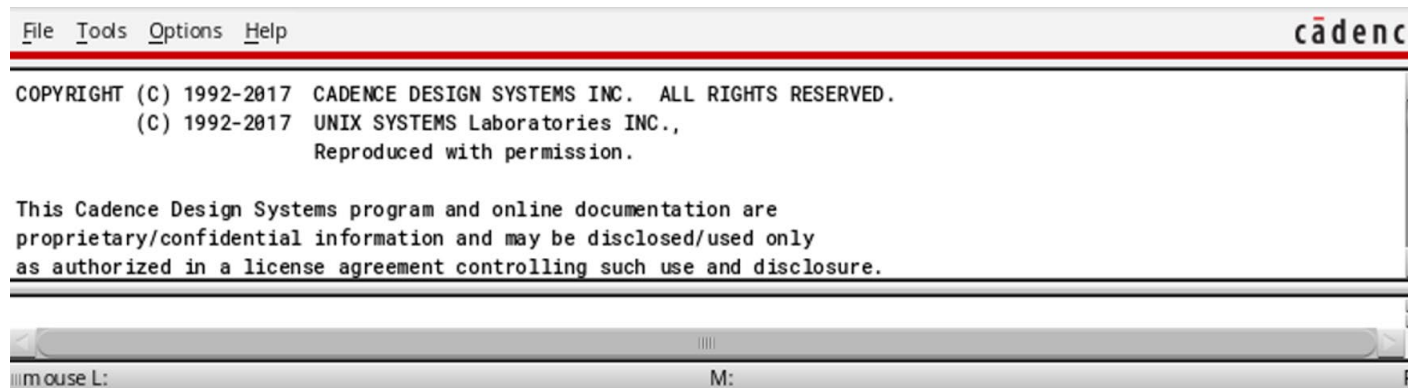 File Tools Options Help cādenc
COPYRIGHT (C) 1992-2017 CADENCE DESIGN SYSTEMS INC. ALL RIGHTS RESERVED.
(C) 1992-2017 UNIX SYSTEMS Laboratories INC.,
Reproduced with permission.
This Cadence Design Systems program and online documentation are
proprietary/confidential information and may be disclosed/used only
as authorized in a license agreement controlling such use and disclosure.
mouse L: M: